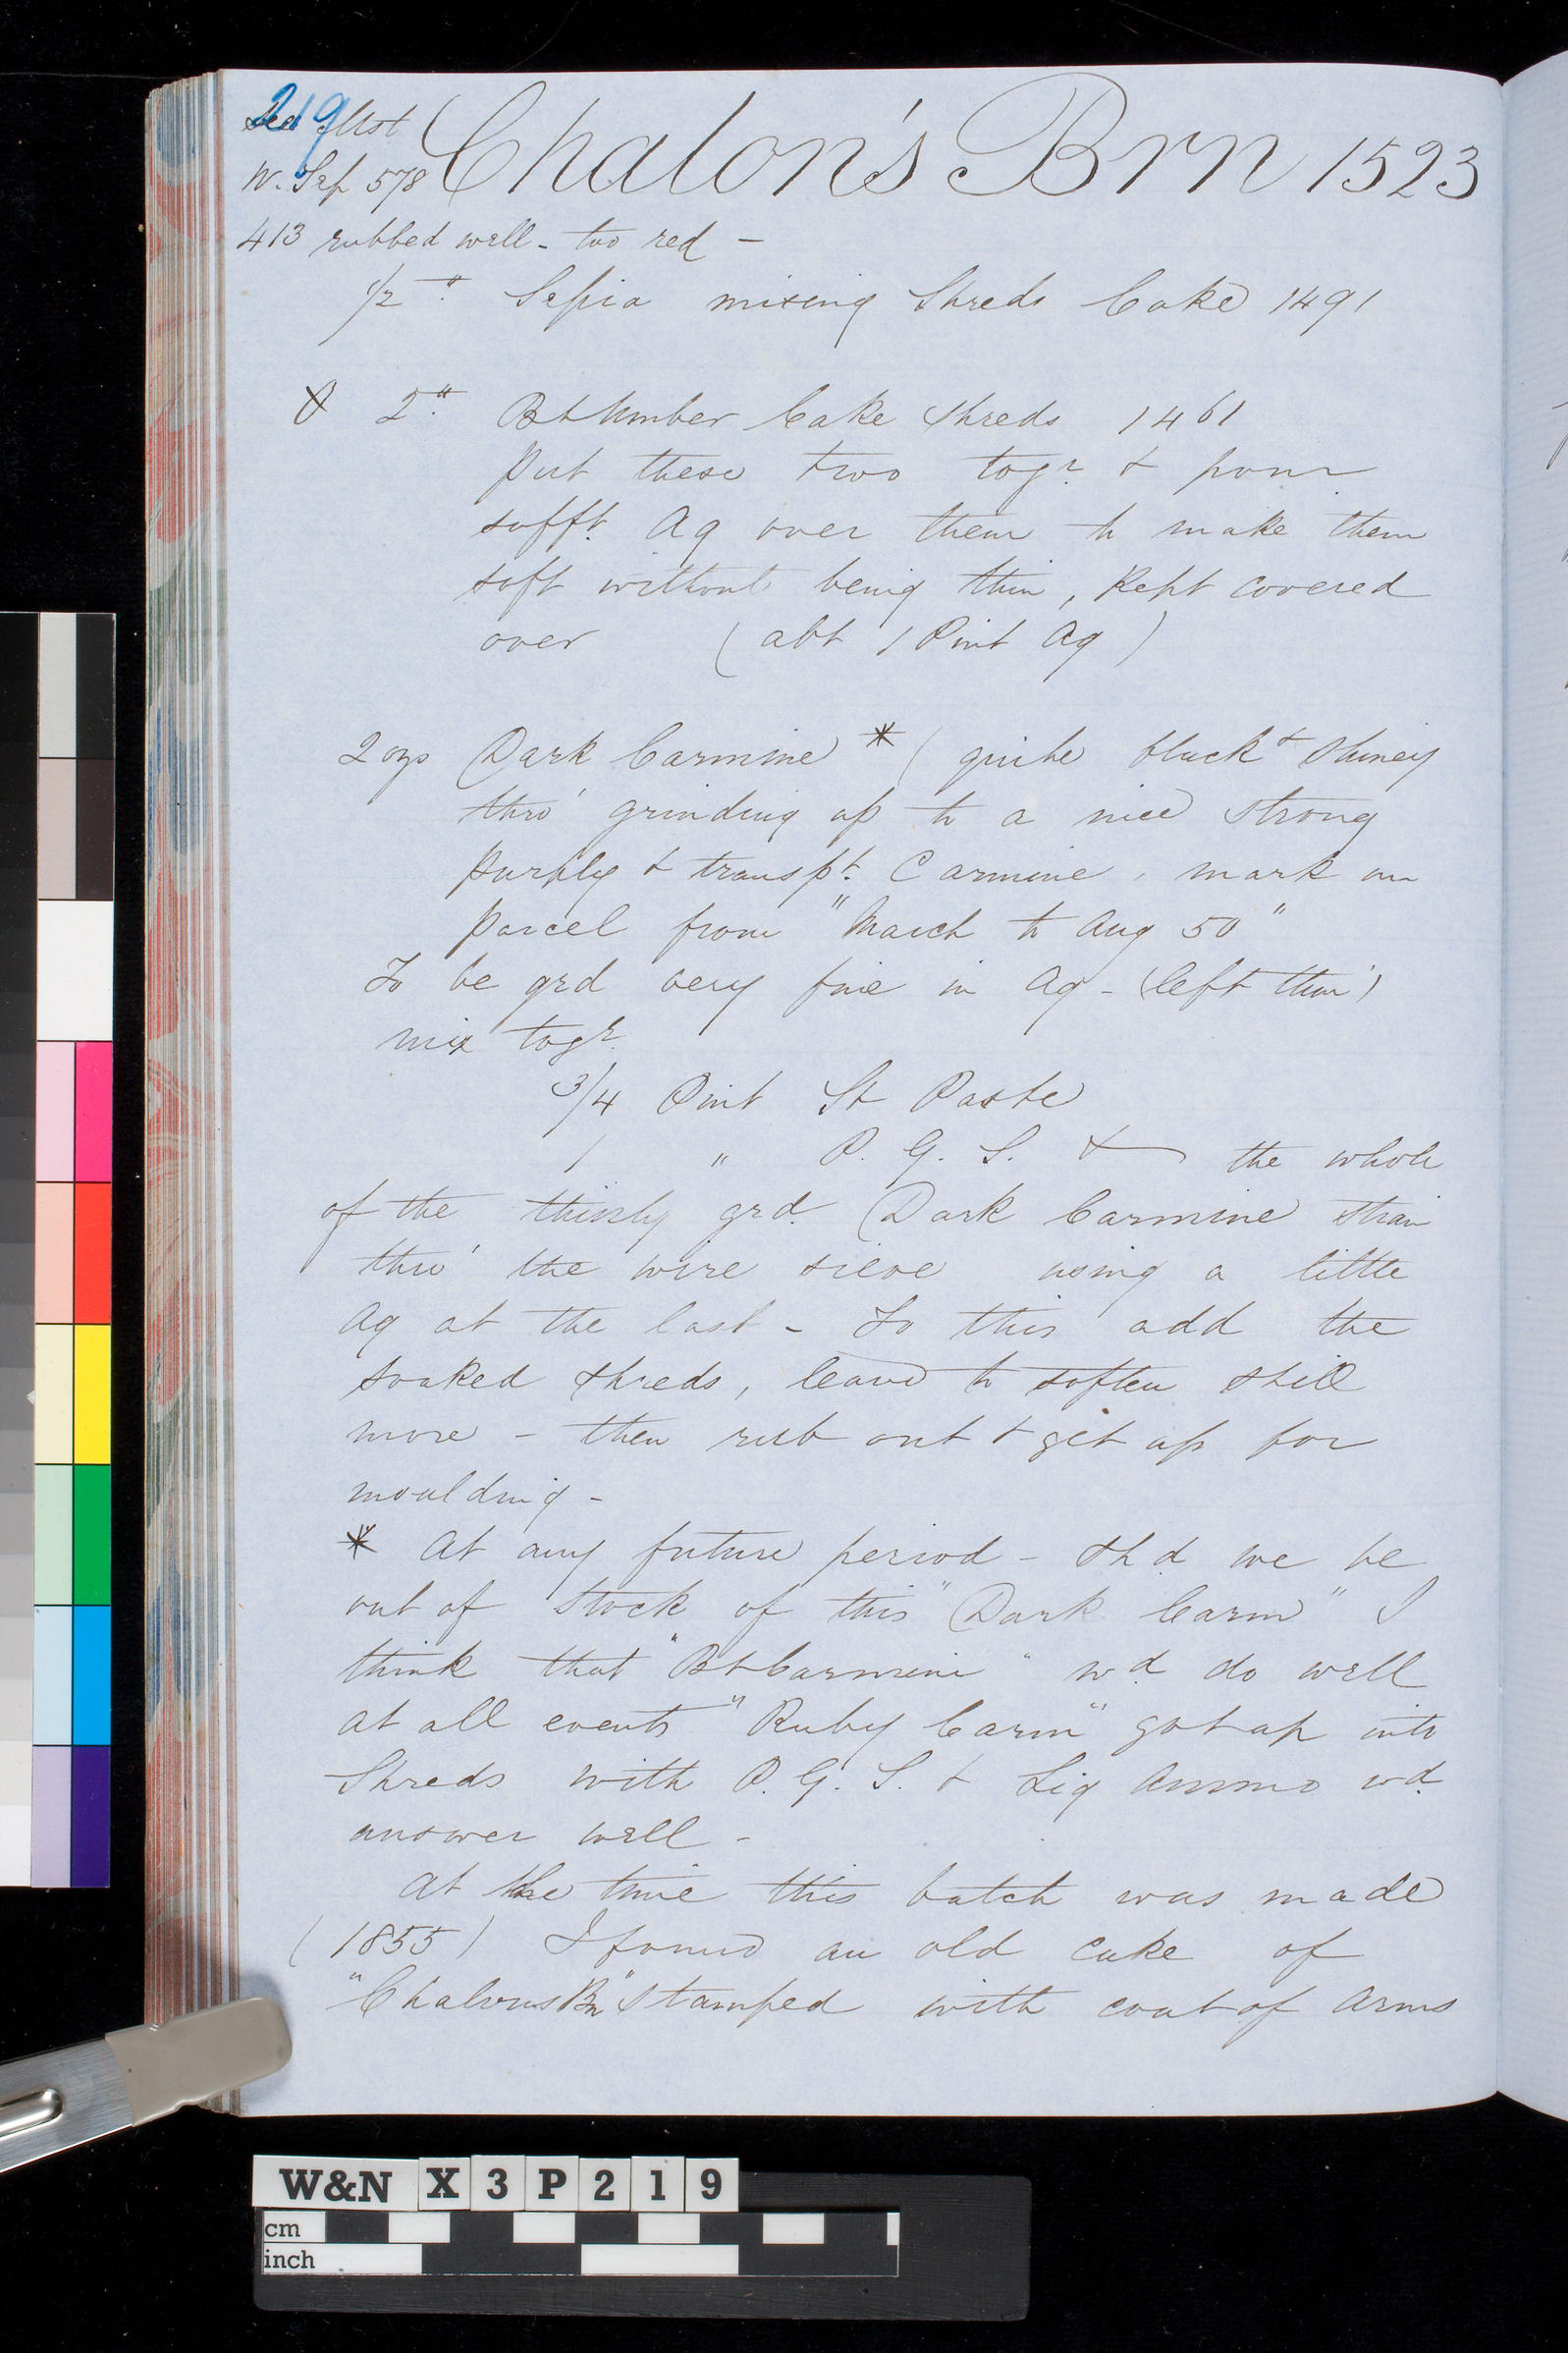 219
W. Sep 578 Chalon's Brn 1523
413 rubbed well - too red -
1/2 " Sepia mixing Shreds Cake 1491
2 " Bt Umber Cake shreds 1461
Put these two togr. & pour
sufft. Aq over them to make them
soft without being thin, Kept covered
over (abt 1 Pint Aq)
2 ozs Dark Carmine * (quite black & Shiney
thro' grinding up to a nice strong
purply & transpt. Carmine, mark on
parcel from "March to Aug 50"
To be grd very fine in Aq - (left thin)
mix togr.
3/4 Pint St Paste
1 " P. G. S. & the whole
of the thinly grd. Dark Carmine strain
thro' the wire sieve using a little
Aq at the last - To this add the
soaked shreds, leave to soften still
more - then rub out & get up for
moulding -
* At any future period - shd we be
out of Stock of this "Dark Carm" I
think that "Bt Carmine" wd do well
at all events "Ruby Carm" got up into
Shreds with P. G. S. & Liq Ammo wd.
answer well -
At the time this batch was made
(1855) I found an old cake of
"Chalons Bn" stamped with coat of Arms
W&N X 3 P 2 1 9
cm
inch